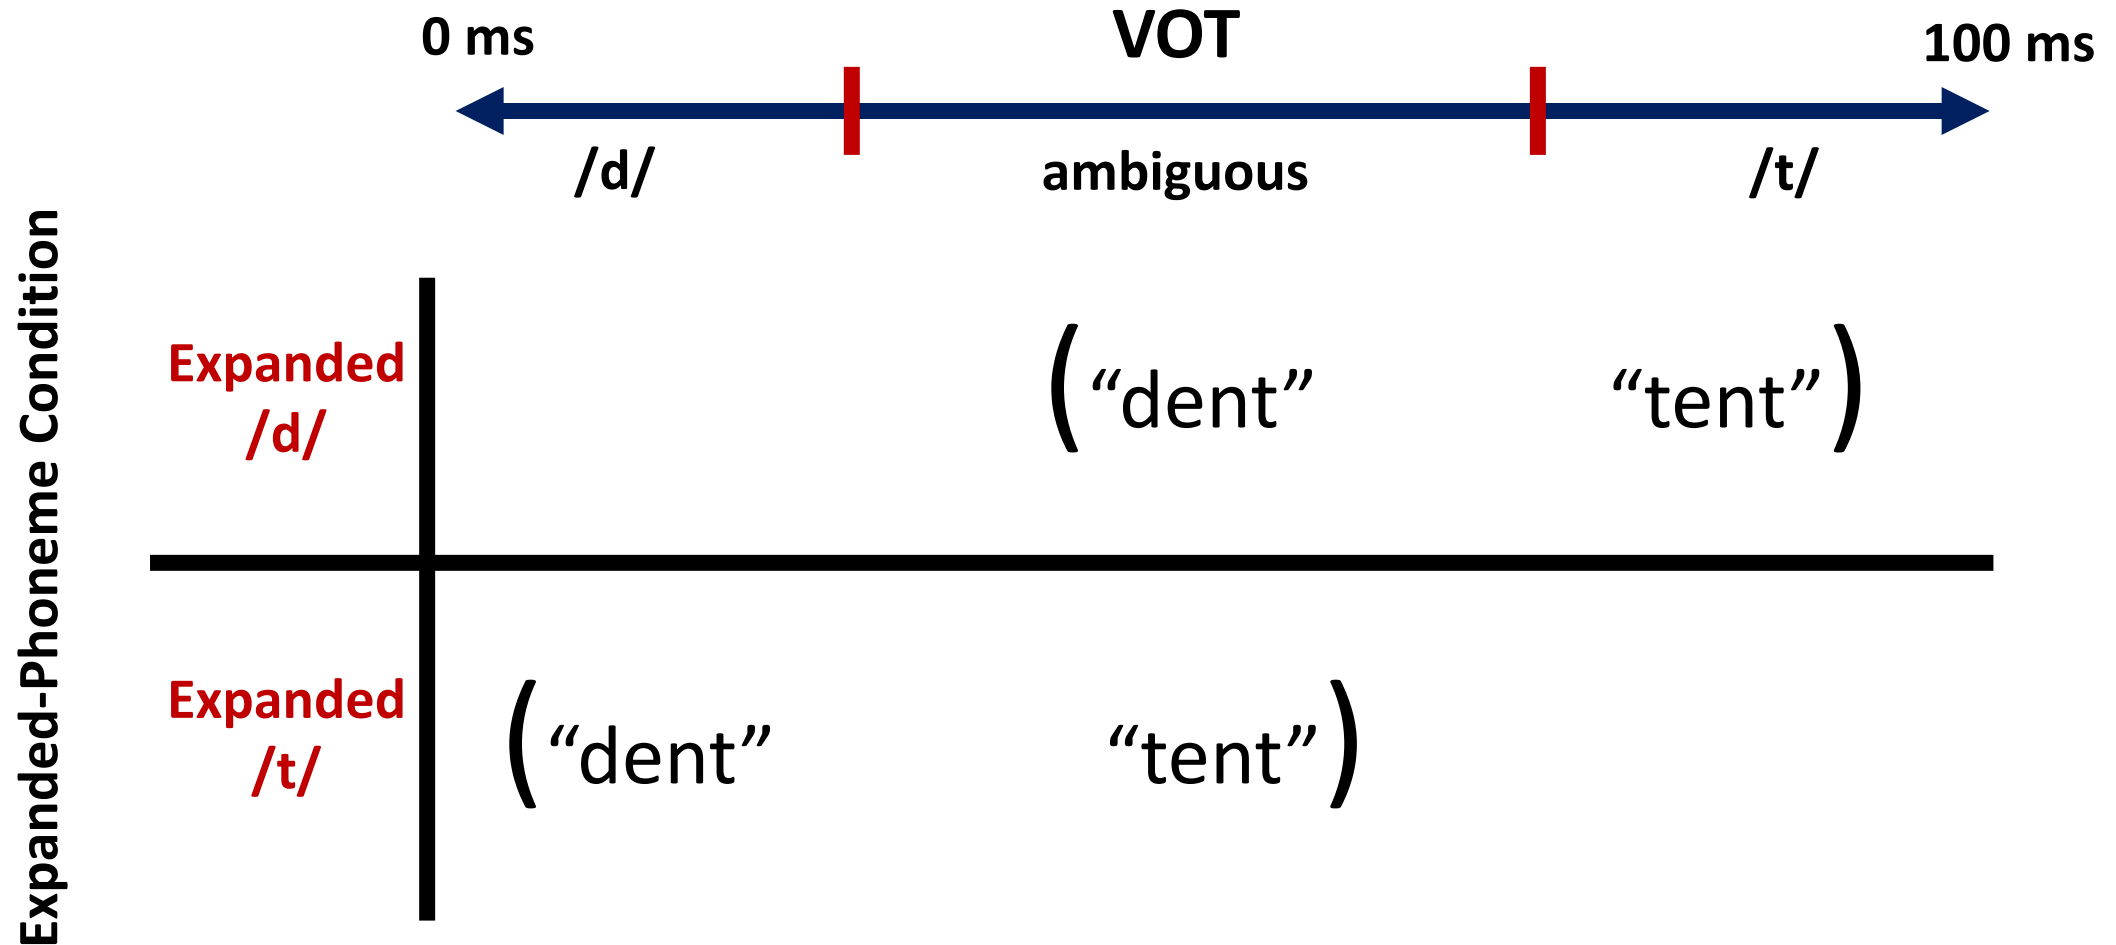 0 ms VOT 100 ms
/d/ ambiguous /t/
Expanded-Phoneme Condition
Expanded
/d/
(“dent” “tent”)
Expanded
/t/
(“dent” “tent”)